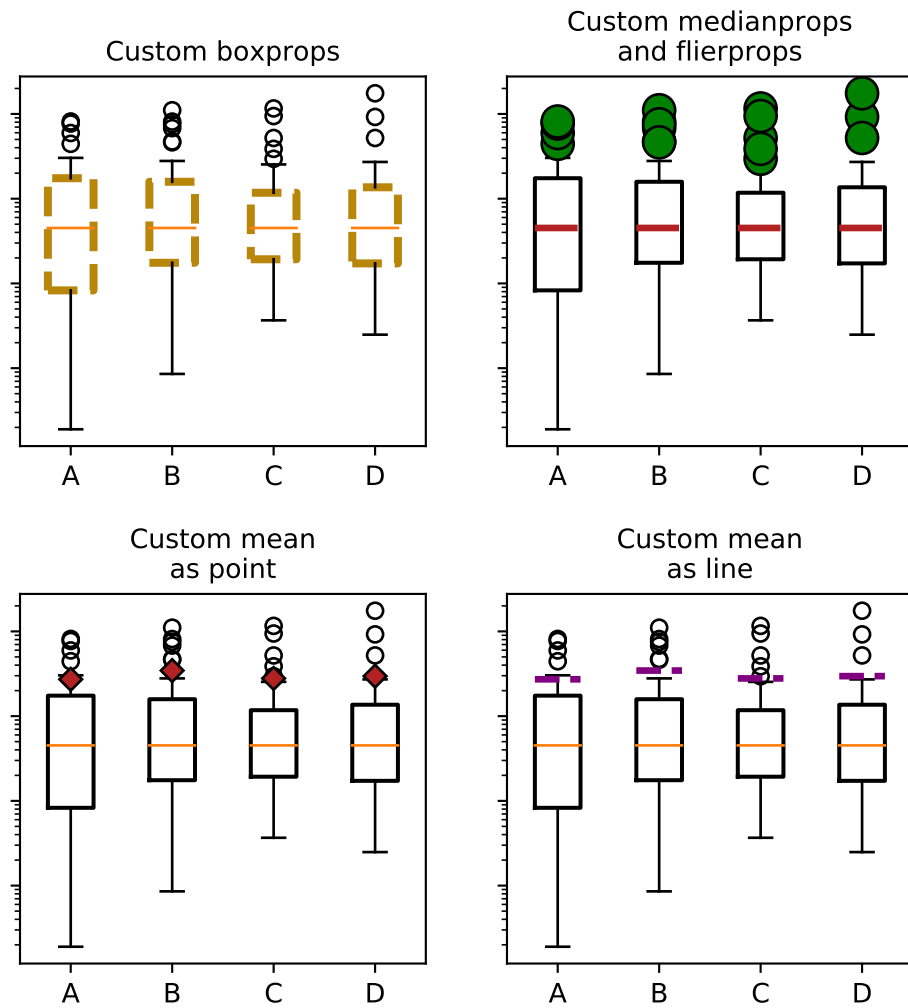 Custom boxprops
Custom medianprops
and flierprops
A B C D
A B C D
Custom mean
as point
Custom mean
as line
A B C D
A B C D